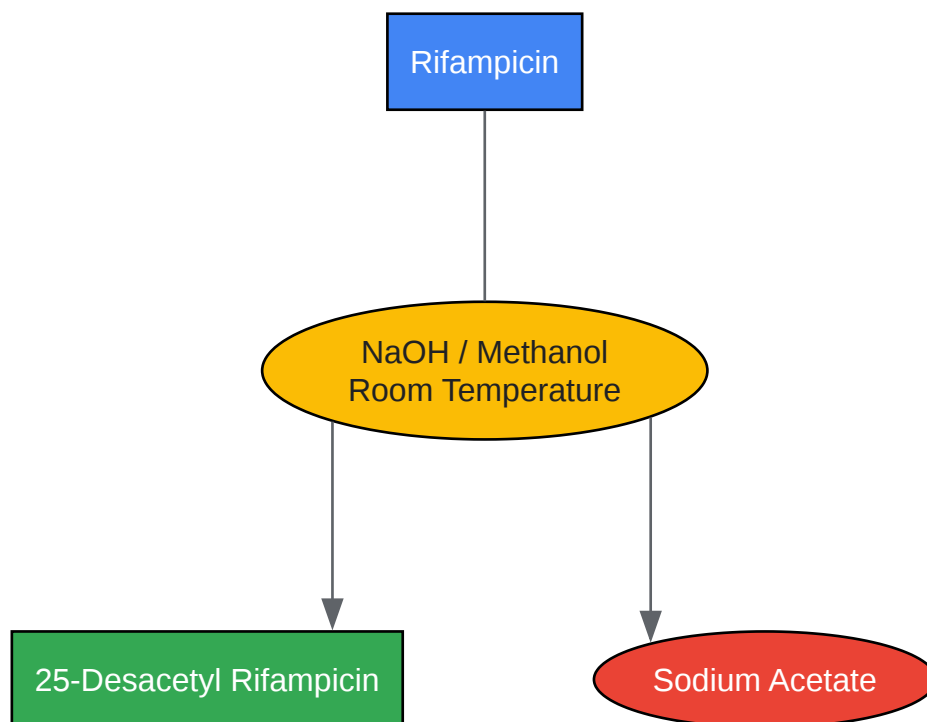 Rifampicin
NaOH / Methanol
Room Temperature
25-Desacetyl Rifampicin
Sodium Acetate